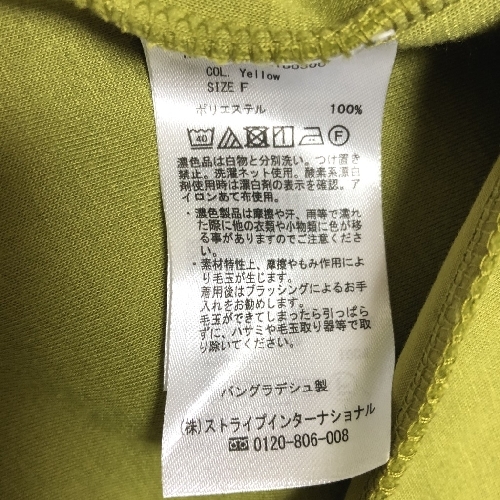 COL. Yellow
SIZE F
ポリエステル 100%
40
F
濃色品は白物と分別洗い。つけ置き
禁止。洗濯ネット使用。酸素系漂白
剤使用時は漂白剤の表示を確認。ア
イロンあて布使用。
・濃色製品は摩擦や汗、雨等で濡れ
た際に他の衣類や小物類に色が移
る事がありますのでご注意くださ
い。
・素材特性上、摩擦やもみ作用によ
り毛玉が生じます。
着用後はブラッシングによるお手
入れをお勧めします。
毛玉ができてしまったら引っぱら
ずに、ハサミや毛玉取り器等で取
り除いてください。
バングラデシュ製
(株)ストライプインターナショナル
0120-806-008